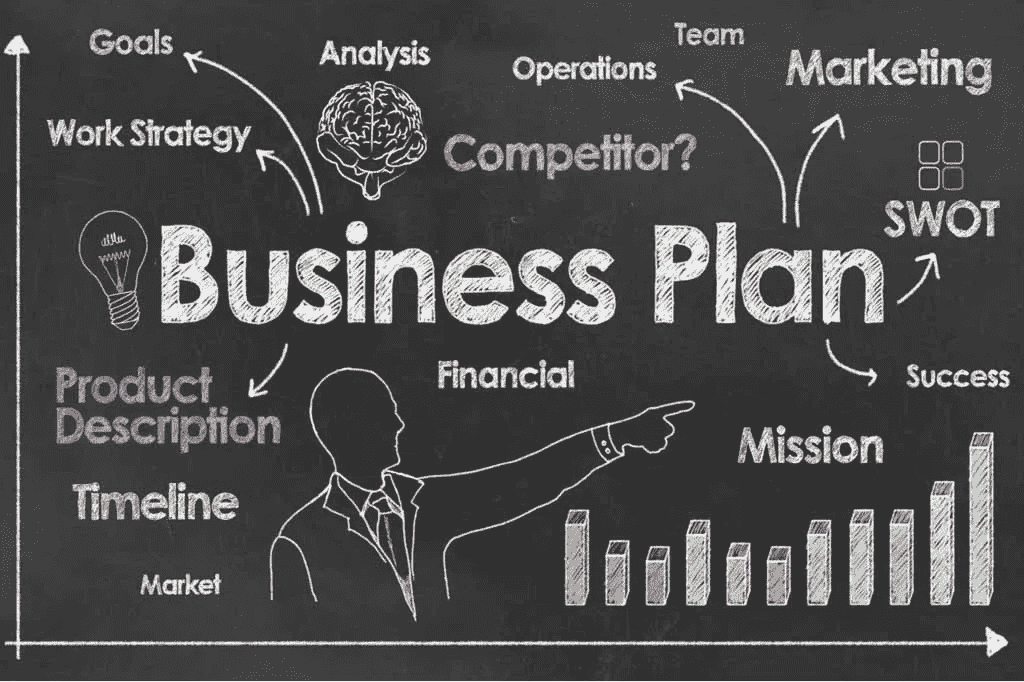 Goals
Analysis
Team
Operations
Marketing
Work Strategy
Competitor?
SWOT
Business Plan
Product
Description
Financial
Success
Mission
Timeline
Market